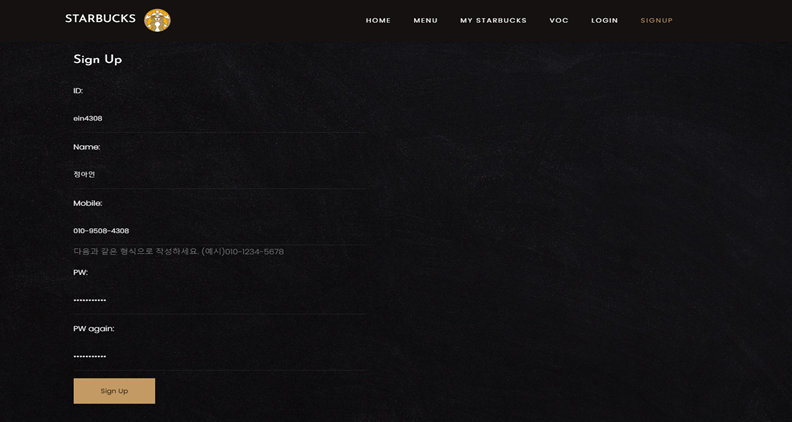 STARBUCKS
HOME MENU MY STARBUCKS VOC LOGIN SIGNUP
Sign Up
ID:
ein4308
Name:
정아인
Mobile:
010-9508-4308
다음과 같은 형식으로 작성하세요. (예시)010-1234-5678
PW:
•••••••••••
PW again:
•••••••••••
Sign Up